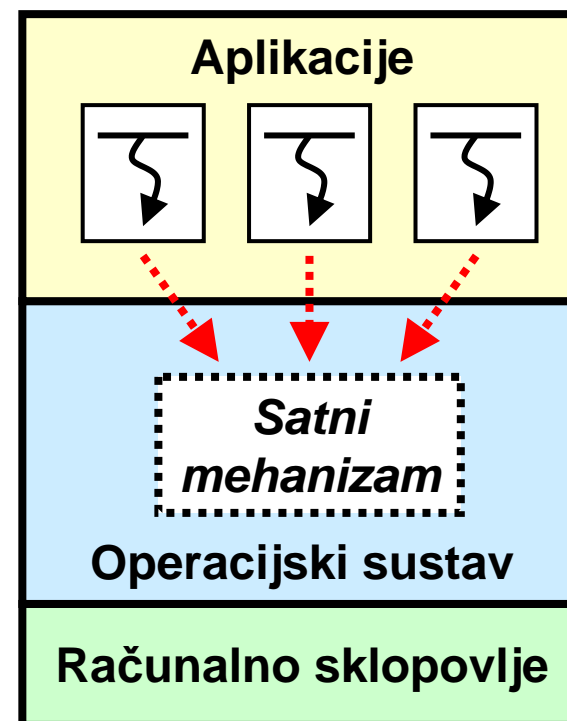 Aplikacije
Satni
mehanizam
Operacijski sustav
Računalno sklopovlje